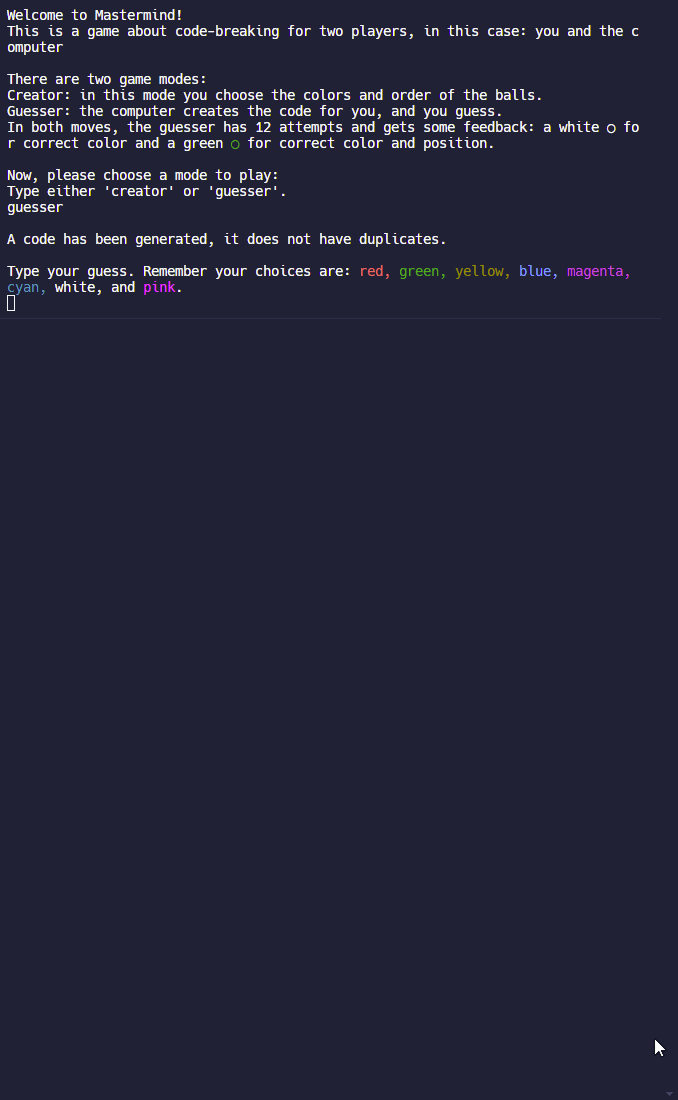 Welcome to Mastermind!
This is a game about code-breaking for two players, in this case: you and the c
omputer
There are two game modes:
Creator: in this mode you choose the colors and order of the balls.
Guesser: the computer creates the code for you, and you guess.
In both moves, the guesser has 12 attempts and gets some feedback: a white ○ fo
r correct color and a green ○ for correct color and position.
Now, please choose a mode to play:
Type either 'creator' or 'guesser'.
guesser
A code has been generated, it does not have duplicates.
Type your guess. Remember your choices are: red, green, yellow, blue, magenta,
cyan, white, and pink.